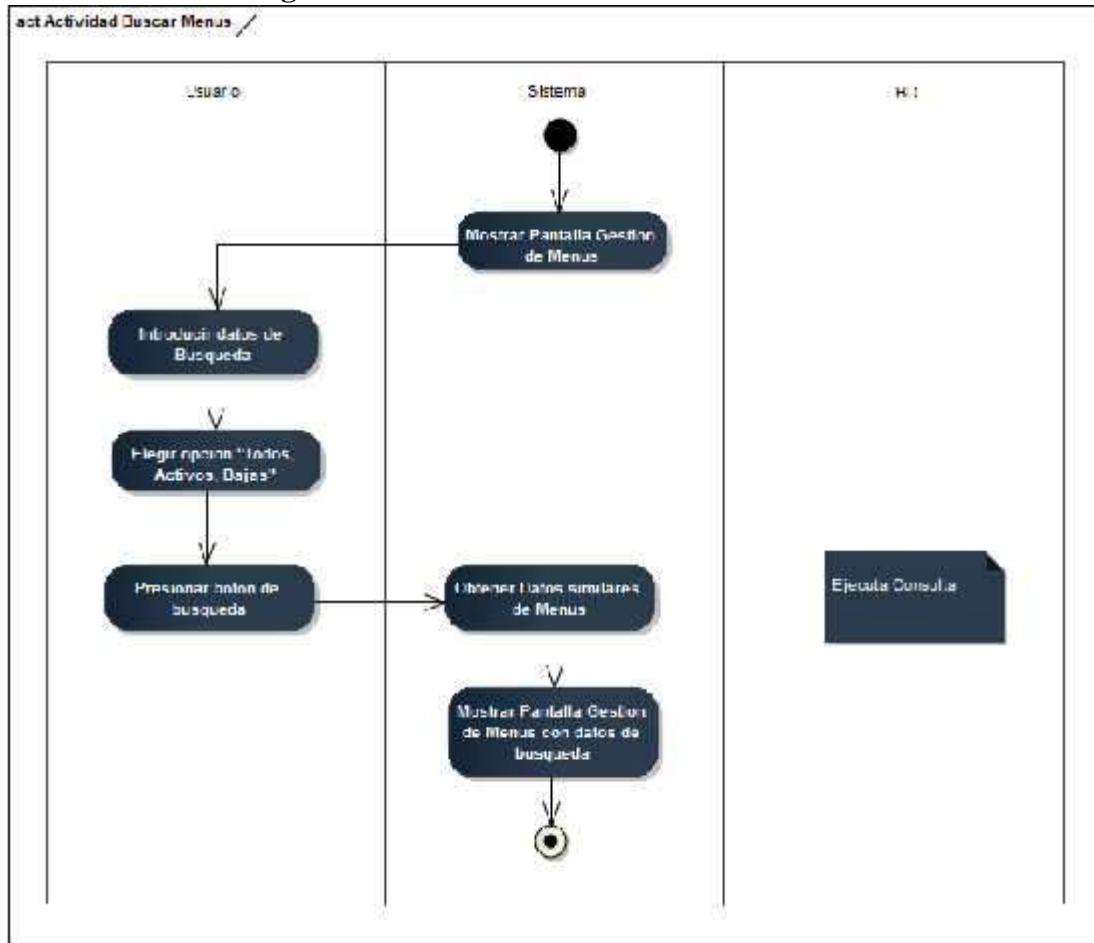 act Actividad Buscar Menus
Usuario
Sistema
Mostrar Pantalla Gestion
de Menus
Introducir datos de
Busqueda
Elegir opcion "Todos,
Activos, Bajas"
Presionar boton de
busqueda
Obtener Datos similares
de Menus
Ejecuta Consulta
Mostrar Pantalla Gestion
de Menus con datos de
busqueda